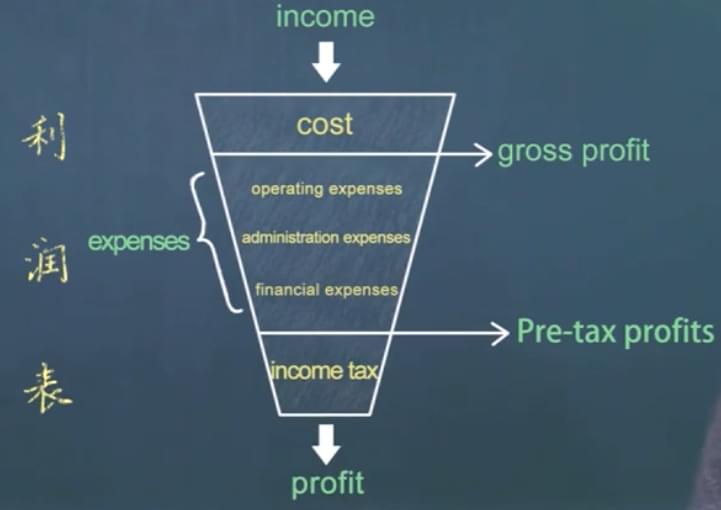 income
利
cost
gross profit
operating expenses
润
expenses
administration expenses
financial expenses
Pre-tax profits
表
income tax
profit